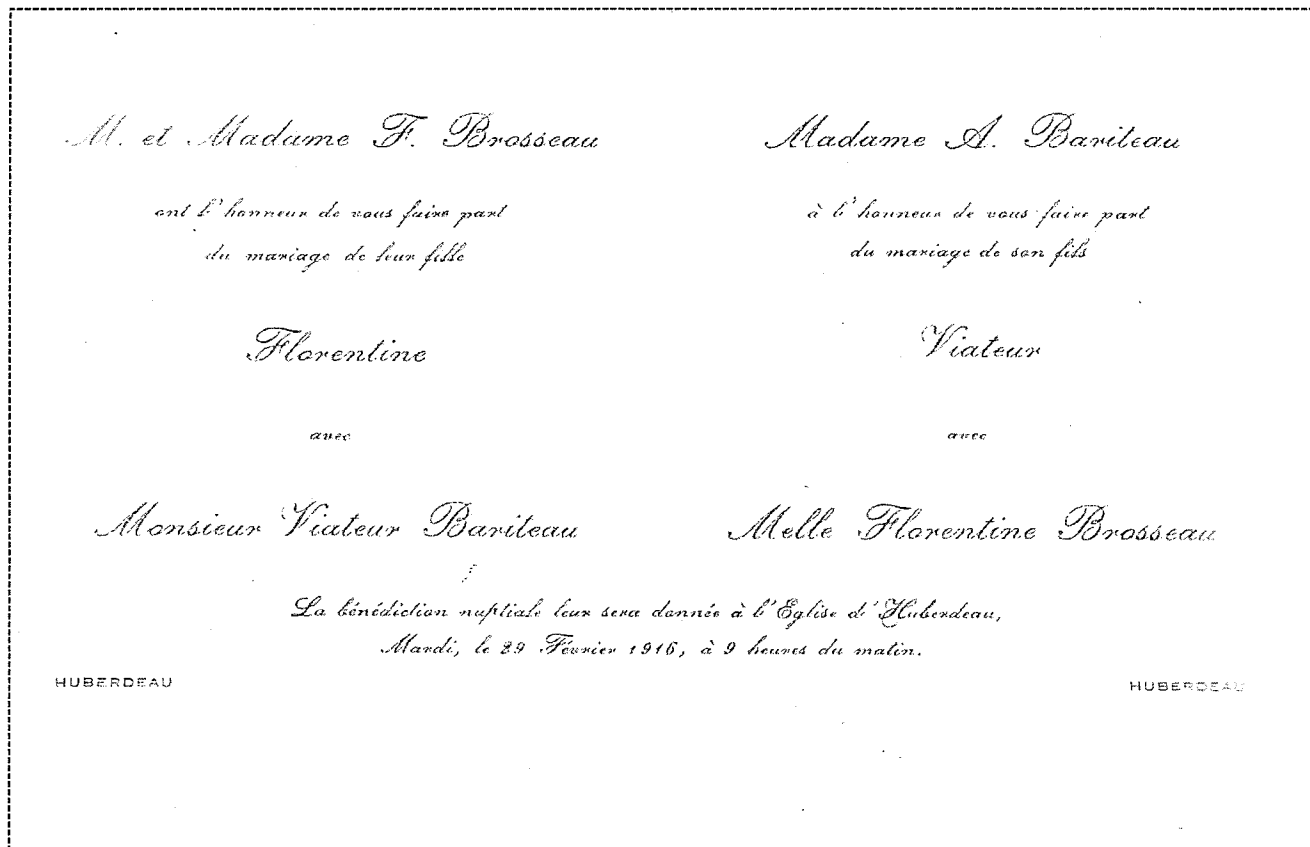 M. et Madame F. Brosseau
ont l'honneur de vous faire part
du mariage de leur fille
Florentine
avec
Monsieur Viateur Bariteau
Madame A. Bariteau
à l'honneur de vous faire part
du mariage de son fils
Viateur
avec
Melle Florentine Brosseau
La bénédiction nuptiale leur sera donnée à l'Eglise d'Huberdeau,
Mardi, le 29 Février 1916, à 9 heures du matin.
HUBERDEAU
HUBERDEAU